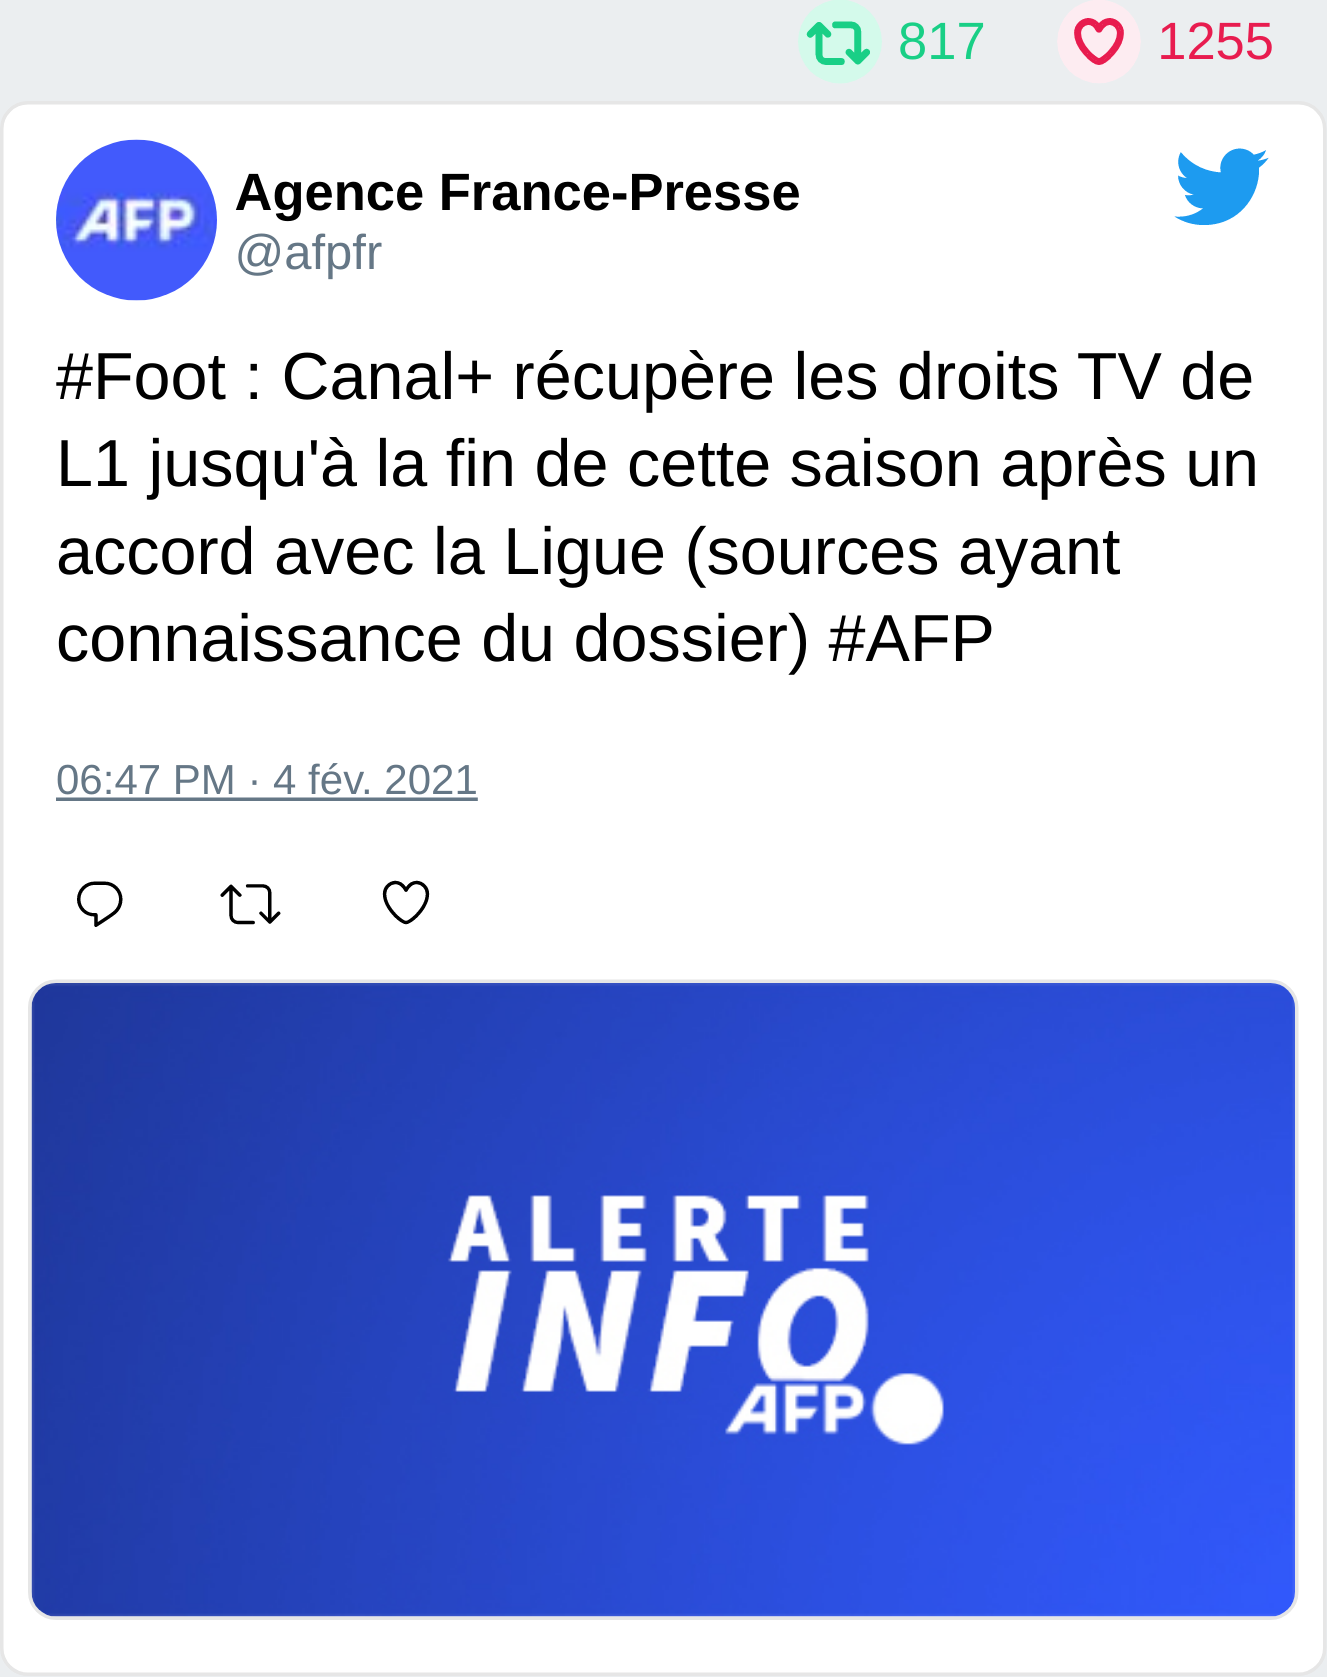 817 1255
AFP
Agence France-Presse
@afpfr
#Foot : Canal+ récupère les droits TV de
L1 jusqu'à la fin de cette saison après un
accord avec la Ligue (sources ayant
connaissance du dossier) #AFP
06:47 PM · 4 fév. 2021
ALERTE
INFO
AFP